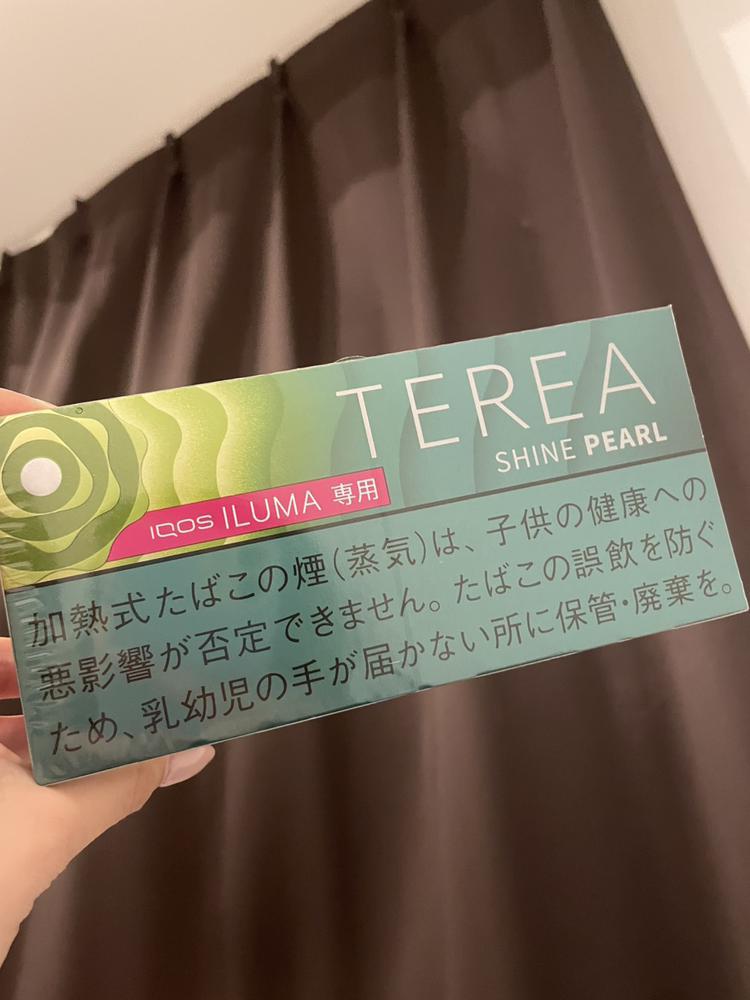 TEREA
SHINE PEARL
IQOS ILUMA 専用
加熱式たばこの煙(蒸気)は、子供の健康への
悪影響が否定できません。たばこの誤飲を防ぐ
ため、乳幼児の手が届かない所に保管・廃棄を。